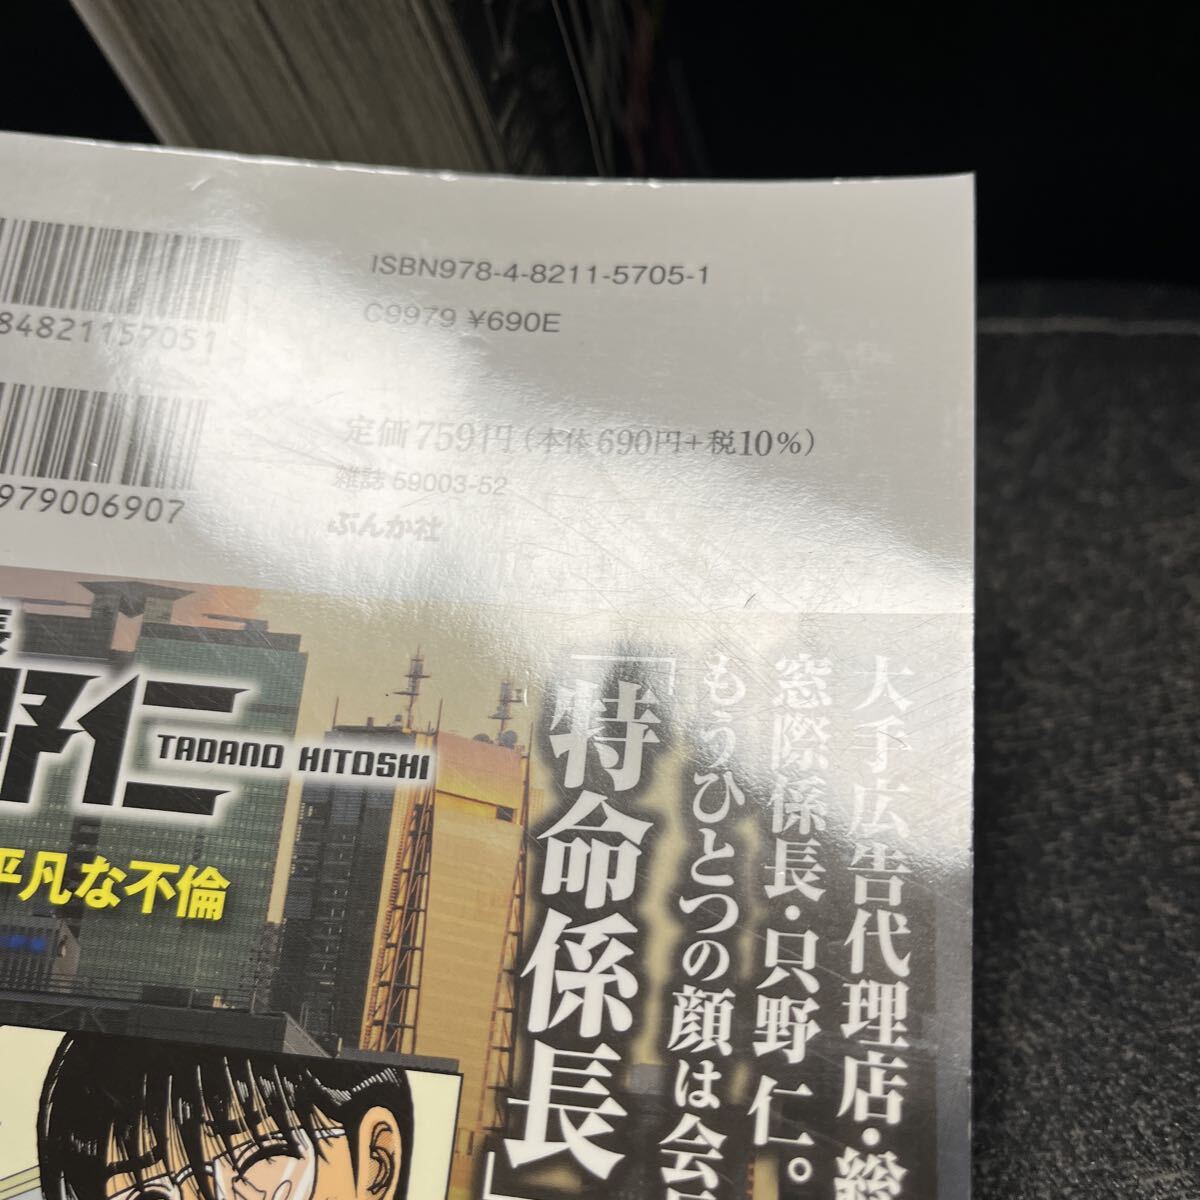 ISBN978-4-8211-5705-1
C9979 ¥690E
84821157051
定価759円(本体690円+税10%)
雑誌 59003-52
979006907
ぶんか社
野仁
TADANO HITOSHI
平凡な不倫
大手広告代理店・総
窓際係長・只野 仁。
もうひとつの顔は会
「特命係長」